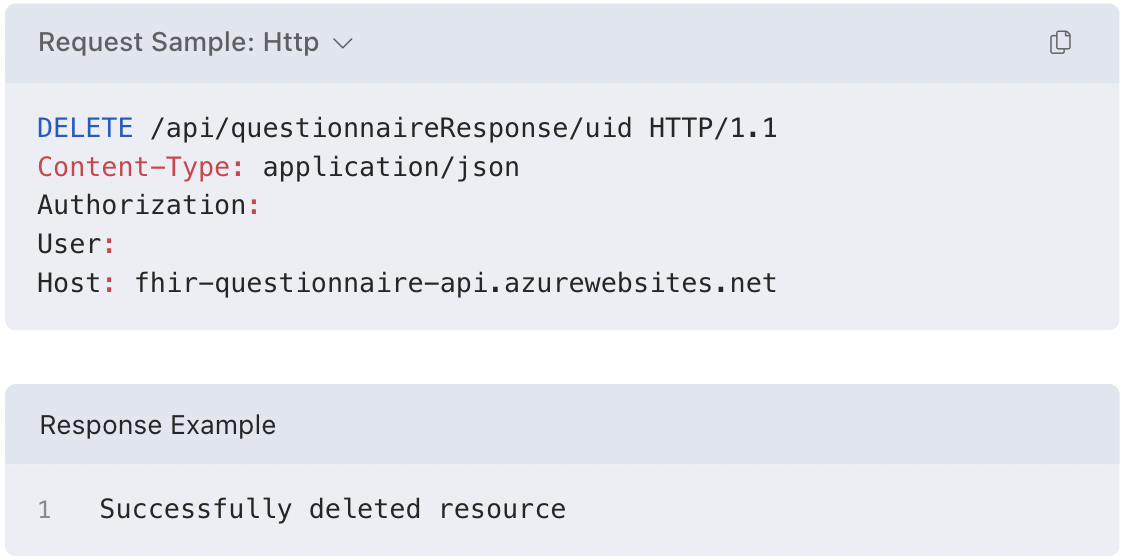 Request Sample: Http
DELETE /api/questionnaireResponse/uid HTTP/1.1
Content-Type: application/json
Authorization:
User:
Host: fhir-questionnaire-api.azurewebsites.net
Response Example
1 Successfully deleted resource